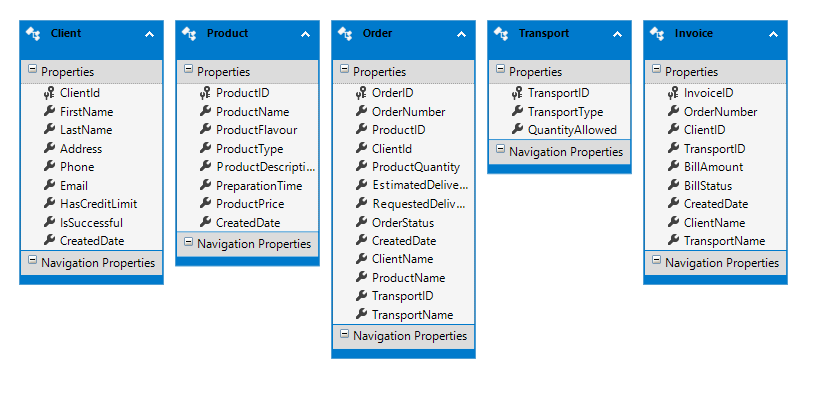 Client
Properties
ClientId
FirstName
LastName
Address
Phone
Email
HasCreditLimit
IsSuccessful
CreatedDate
Navigation Properties
Product
Properties
ProductID
ProductName
ProductFlavour
ProductType
ProductDescripti...
PreparationTime
ProductPrice
CreatedDate
Navigation Properties
Order
Properties
OrderID
OrderNumber
ProductID
ClientId
ProductQuantity
EstimatedDelive...
RequestedDeliv...
OrderStatus
CreatedDate
ClientName
ProductName
TransportID
TransportName
Navigation Properties
Transport
Properties
TransportID
TransportType
QuantityAllowed
Navigation Properties
Invoice
Properties
InvoiceID
OrderNumber
ClientID
TransportID
BillAmount
BillStatus
CreatedDate
ClientName
TransportName
Navigation Properties